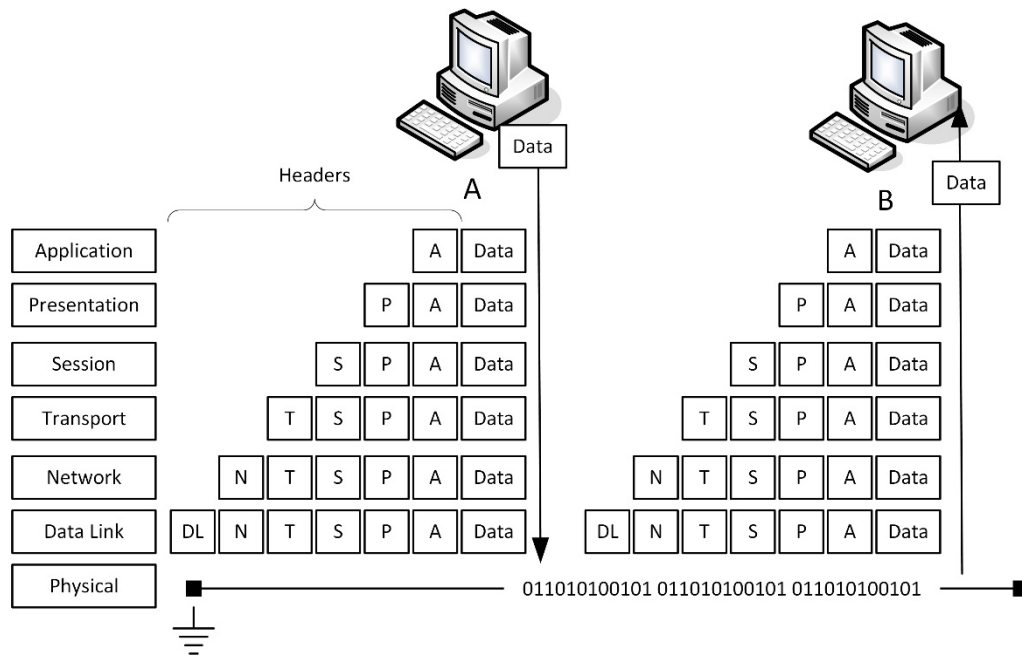 Data
Data
Headers
A
B
Application A Data A Data
Presentation P A Data P A Data
Session S P A Data S P A Data
Transport T S P A Data T S P A Data
Network N T S P A Data N T S P A Data
Data Link DL N T S P A Data DL N T S P A Data
Physical 011010100101 011010100101 011010100101